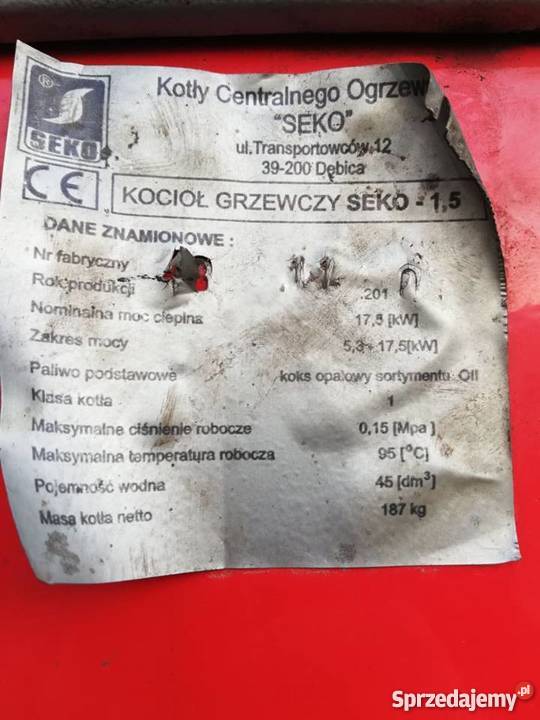 ®
SEKO
Kotły Centralnego Ogrzew
"SEKO"
ul.Transportowców 12
39-200 Dębica
CE
KOCIOŁ GRZEWCZY SEKO - 1,5
DANE ZNAMIONOWE :
Nr fabryczny
Rok produkcji 201
Nominalna moc cieplna 17,5 [kW]
Zakres mocy 5,3 - 17,5[kW]
Paliwo podstawowe koks opałowy sortymentu OII
Klasa kotła 1
Maksymalne ciśnienie robocze 0,15 [Mpa]
Maksymalna temperatura robocza 95 [°C]
Pojemność wodna 45 [dm³]
Masa kotła netto 187 kg
Sprzedajemy.pl